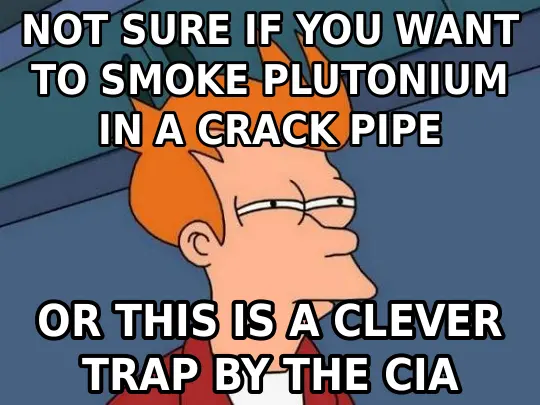 NOT SURE IF YOU WANT
TO SMOKE PLUTONIUM
IN A CRACK PIPE
OR THIS IS A CLEVER
TRAP BY THE CIA